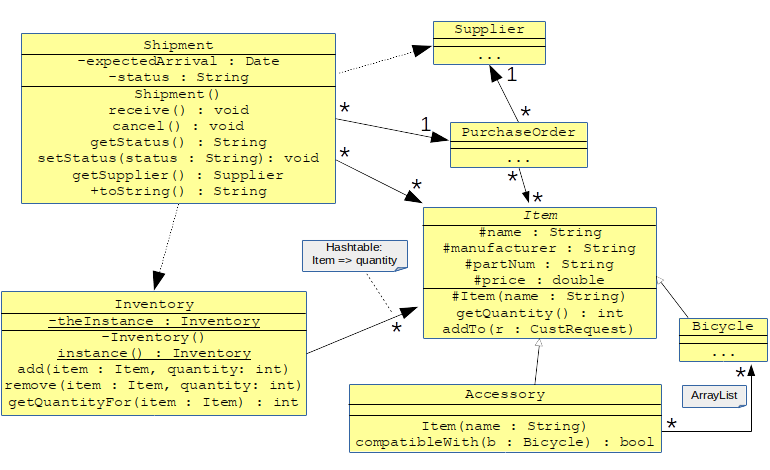 Shipment
-expectedArrival : Date
-status : String
Shipment()
receive() : void
cancel() : void
getStatus() : String
setStatus(status : String): void
getSupplier() : Supplier
+toString() : String
Supplier
...
1
*
PurchaseOrder
...
*
1
*
*
*
*
Item
#name : String
#manufacturer : String
#partNum : String
#price : double
#Item(name : String)
getQuantity() : int
addTo(r : CustRequest)
Hashtable:
Item => quantity
*
Inventory
-theInstance : Inventory
-Inventory()
instance() : Inventory
add(item : Item, quantity: int)
remove(item : Item, quantity: int)
getQuantityFor(item : Item) : int
Bicycle
...
*
ArrayList
*
Accessory
Item(name : String)
compatibleWith(b : Bicycle) : bool